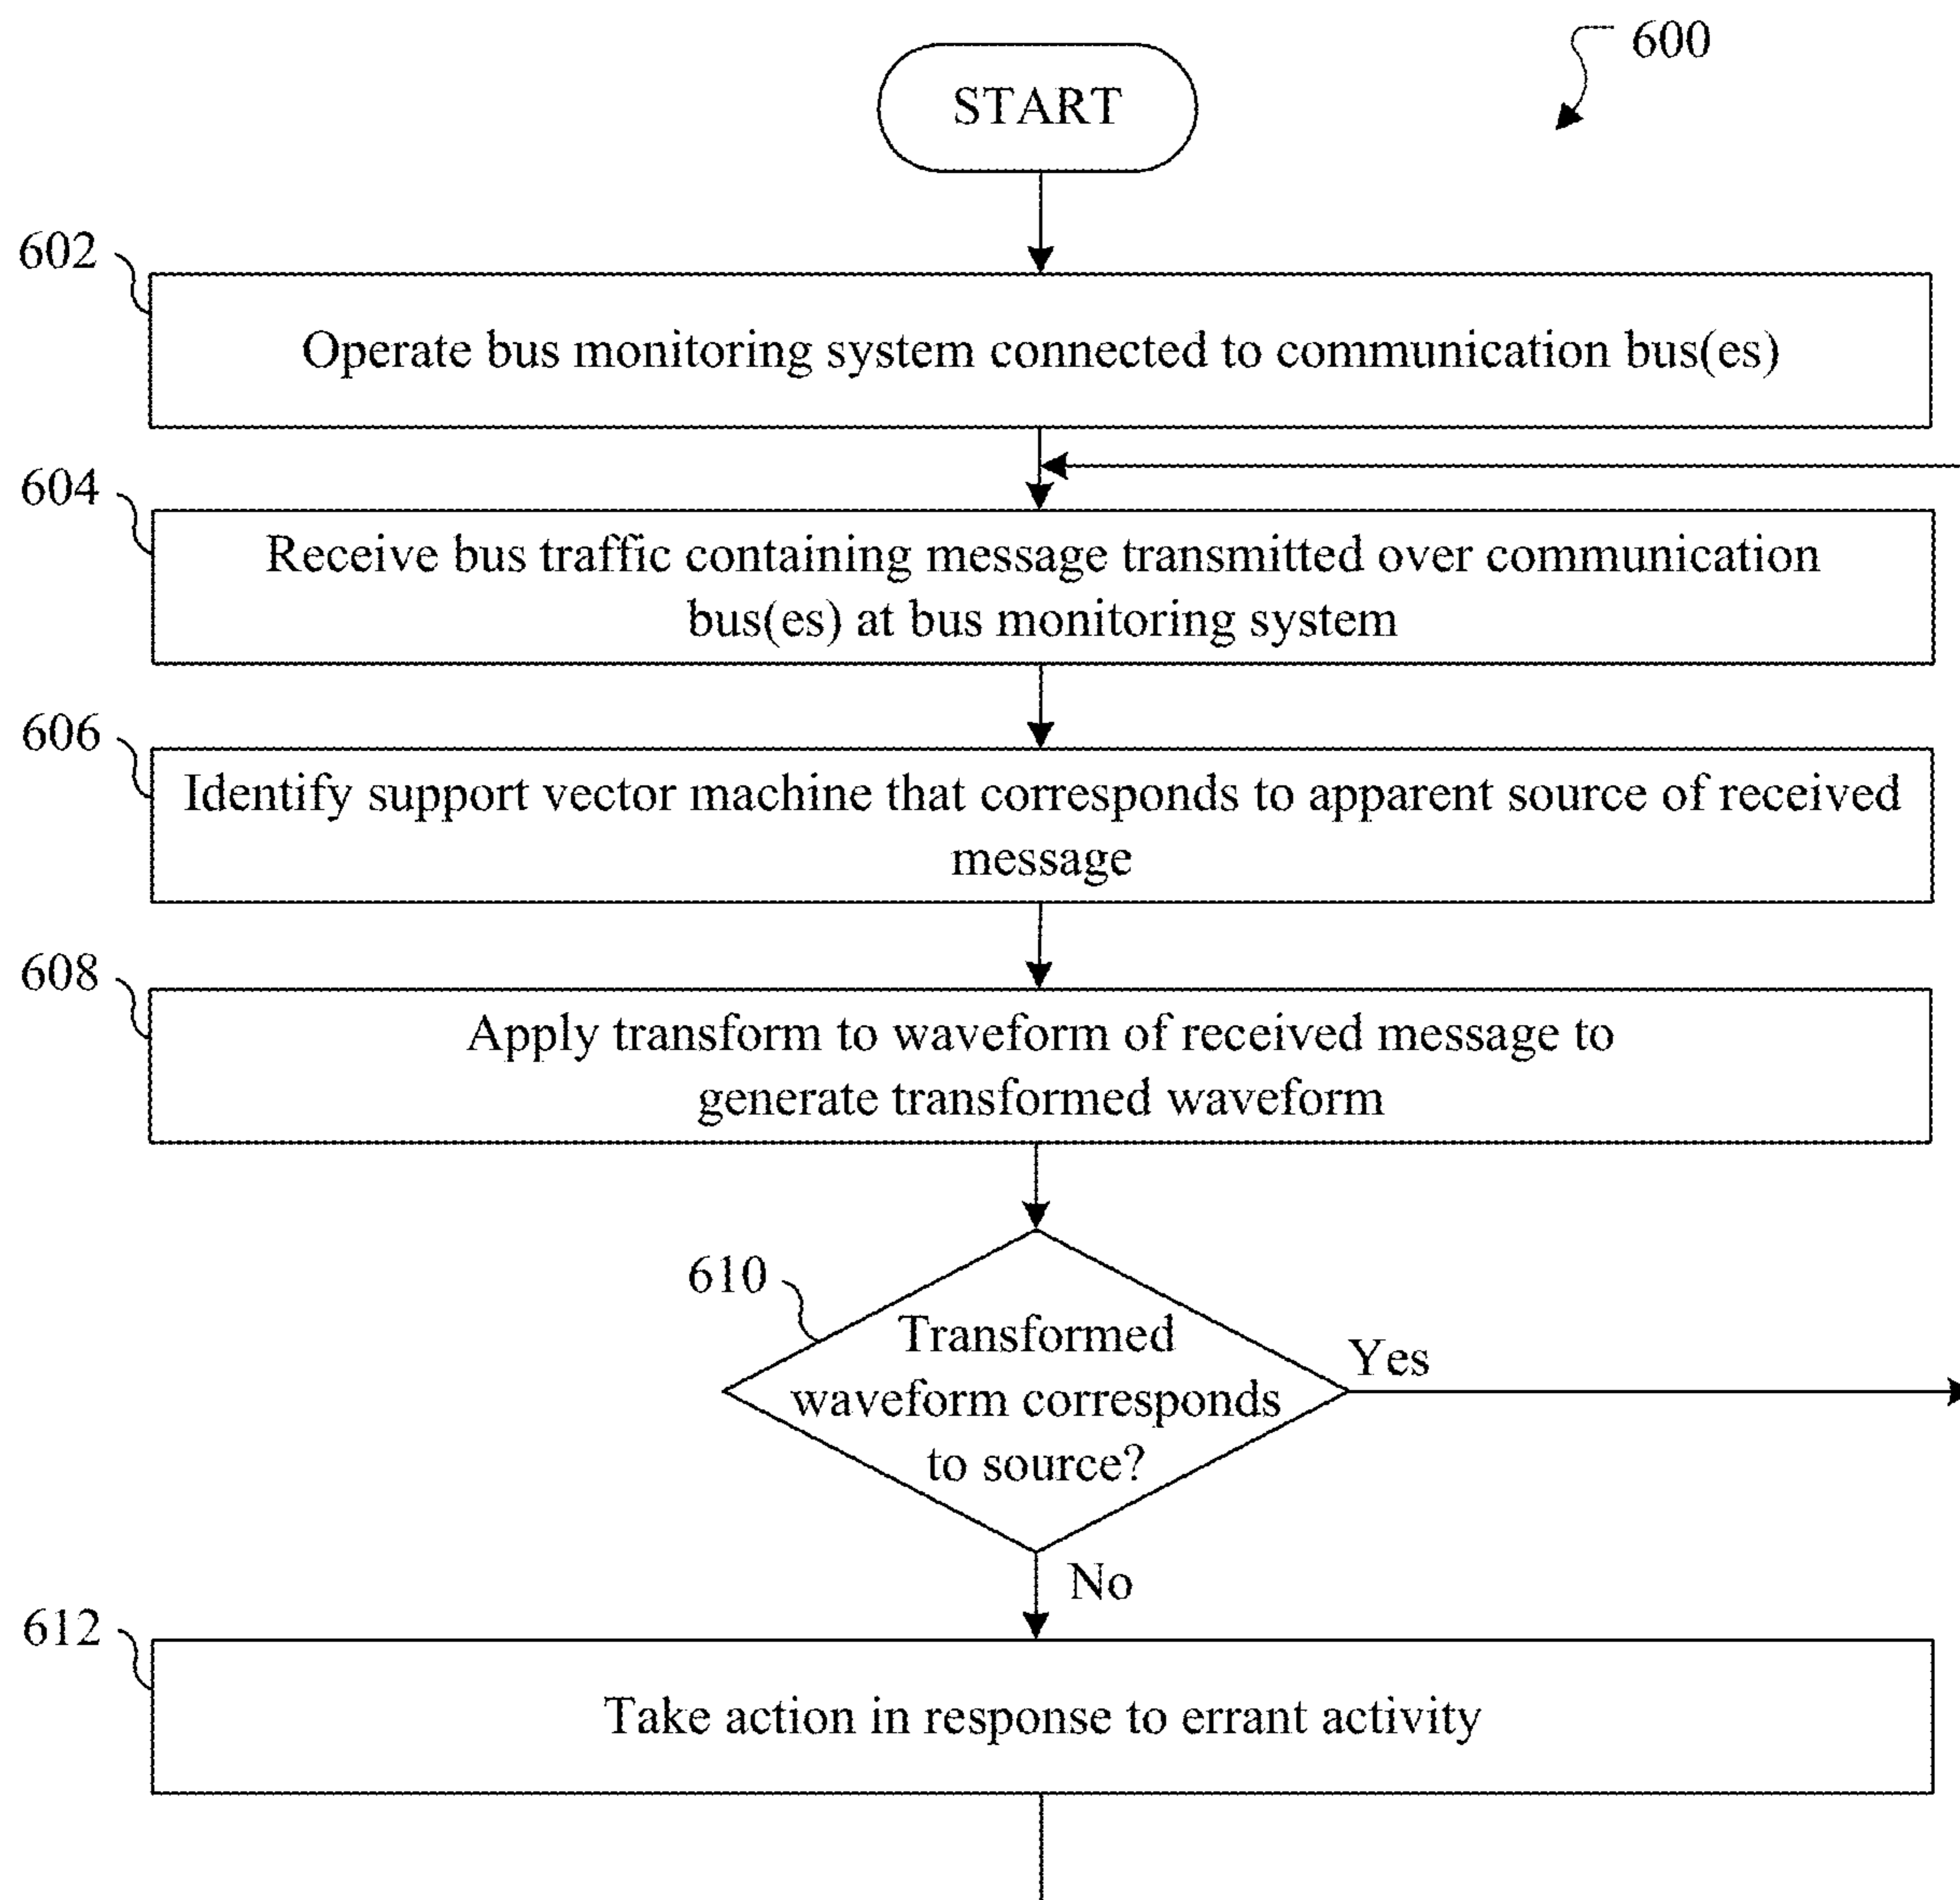 600
START
602
Operate bus monitoring system connected to communication bus(es)
604
Receive bus traffic containing message transmitted over communication
bus(es) at bus monitoring system
606
Identify support vector machine that corresponds to apparent source of received
message
608
Apply transform to waveform of received message to
generate transformed waveform
610
Transformed
waveform corresponds
to source?
Yes
No
612
Take action in response to errant activity